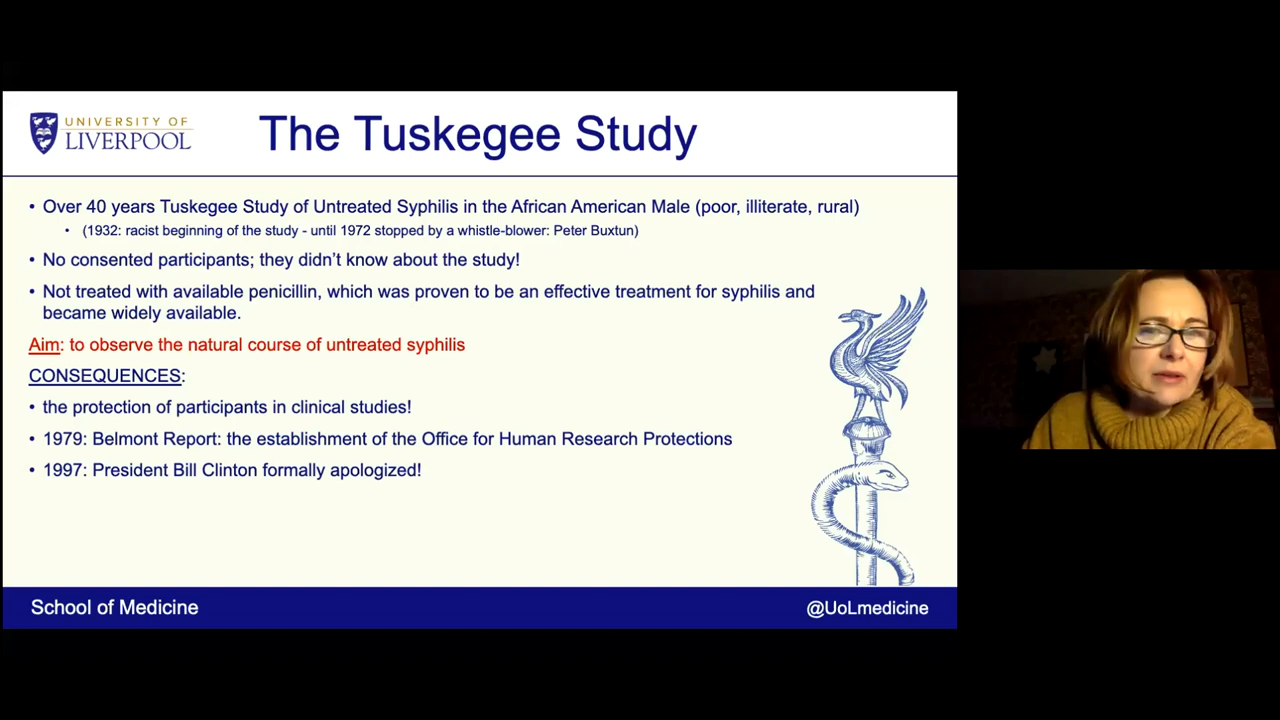 UNIVERSITY OF
LIVERPOOL
The Tuskegee Study
• Over 40 years Tuskegee Study of Untreated Syphilis in the African American Male (poor, illiterate, rural)
• (1932: racist beginning of the study - until 1972 stopped by a whistle-blower: Peter Buxtun)
• No consented participants; they didn’t know about the study!
• Not treated with available penicillin, which was proven to be an effective treatment for syphilis and
became widely available.
Aim: to observe the natural course of untreated syphilis
CONSEQUENCES:
• the protection of participants in clinical studies!
• 1979: Belmont Report: the establishment of the Office for Human Research Protections
• 1997: President Bill Clinton formally apologized!
School of Medicine
@UoLmedicine